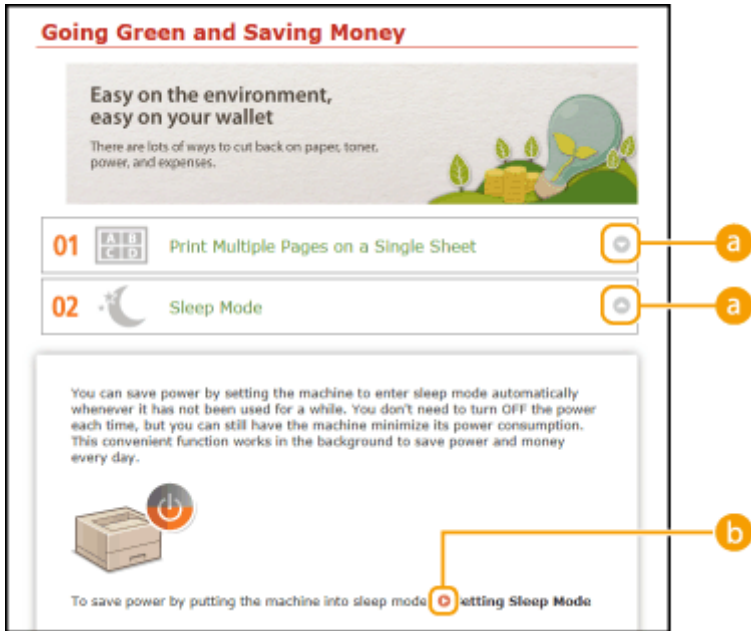 Going Green and Saving Money
Easy on the environment,
easy on your wallet
There are lots of ways to cut back on paper, toner,
power, and expenses.
01 A B C D Print Multiple Pages on a Single Sheet a
02 Sleep Mode a
You can save power by setting the machine to enter sleep mode automatically
whenever it has not been used for a while. You don't need to turn OFF the power
each time, but you can still have the machine minimize its power consumption.
This convenient function works in the background to save power and money
every day.
b
To save power by putting the machine into sleep mode etting Sleep Mode